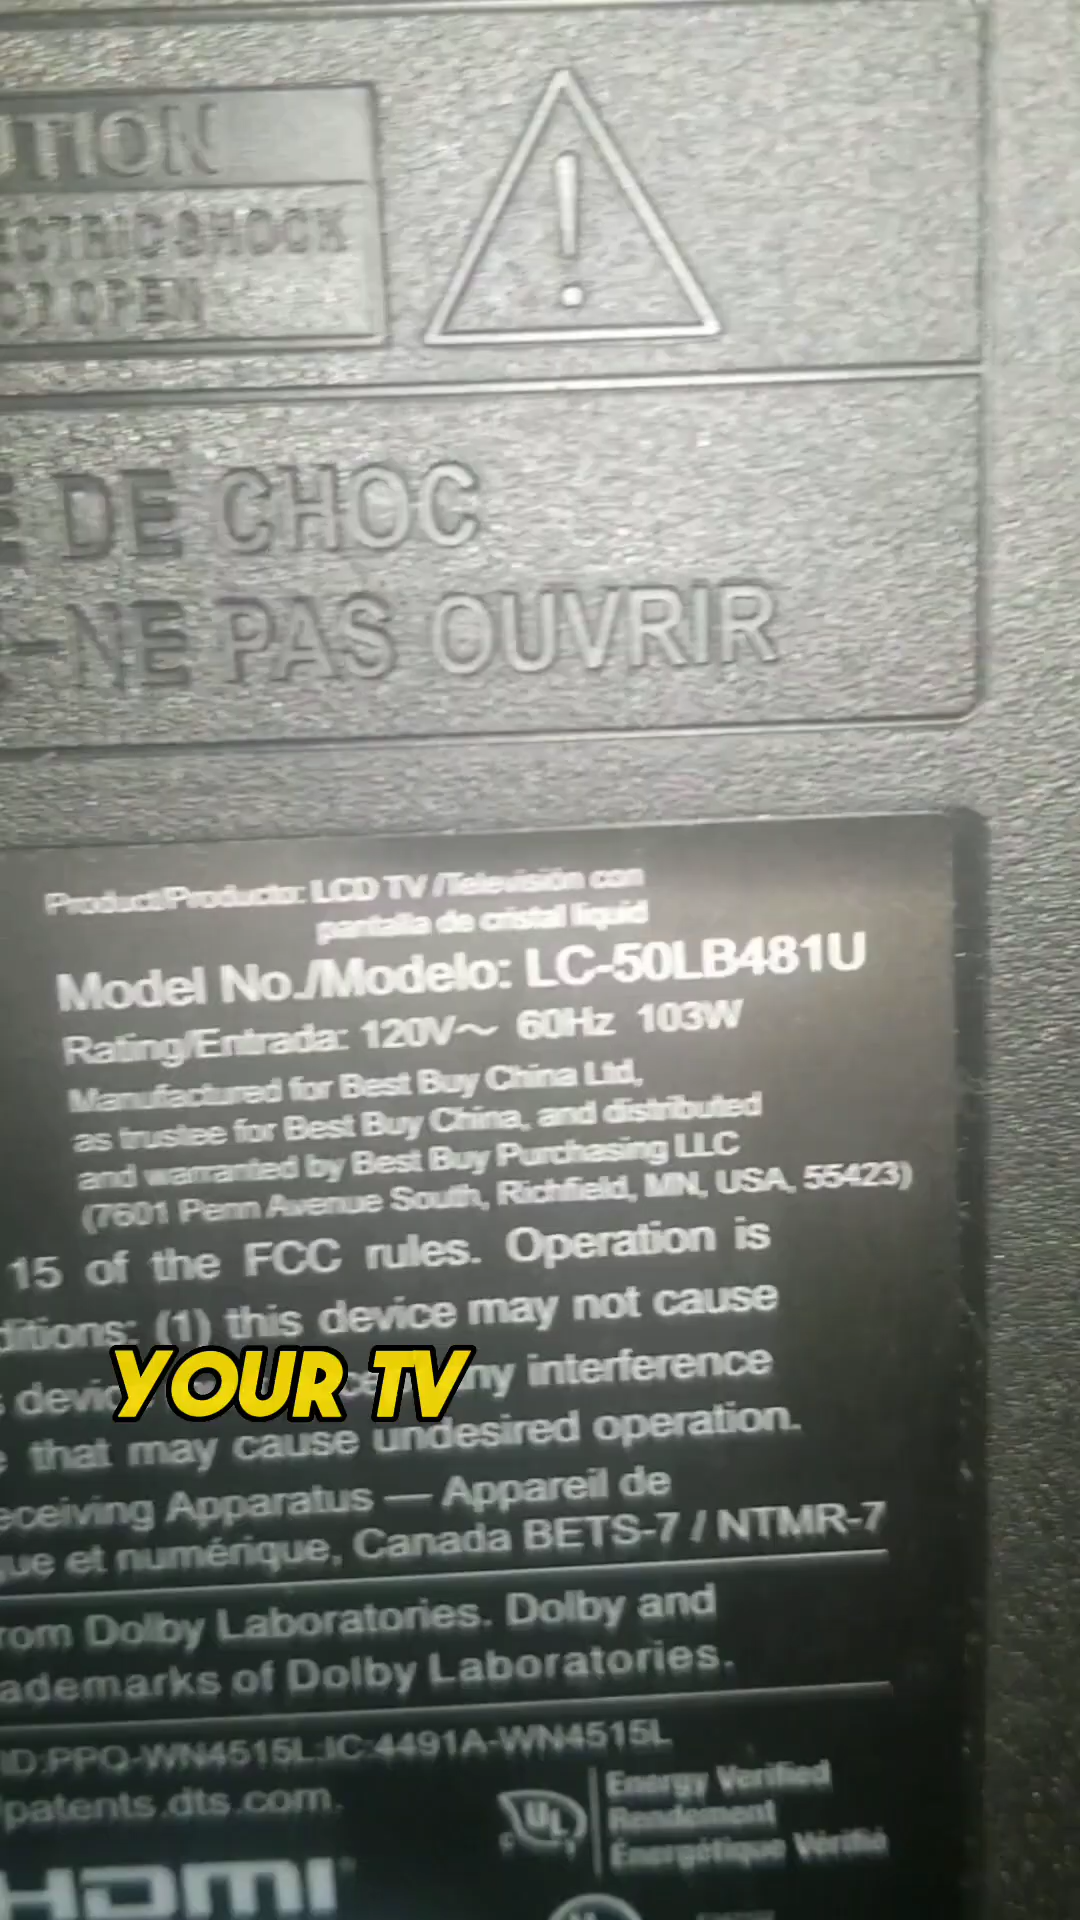 UTION
ECTRIC SHOCK
OT OPEN
E DE CHOC
-NE PAS OUVRIR
Product/Producto: LCD TV /Televisión con
pantalla de cristal liquid
Model No./Modelo: LC-50LB481U
Rating/Entrada: 120V~ 60Hz 103W
Manufactured for Best Buy China Ltd,
as trustee for Best Buy China, and distributed
and warranted by Best Buy Purchasing LLC
(7601 Penn Avenue South, Richfield, MN, USA, 55423)
15 of the FCC rules. Operation is
ditions: (1) this device may not cause
devic ny interference
YOUR TV
e that may cause undesired operation.
eceiving Apparatus — Appareil de
que et numérique, Canada BETS-7 / NTMR-7
rom Dolby Laboratories. Dolby and
ademarks of Dolby Laboratories.
ID:PPQ-WN4515L;IC:4491A-WN4515L
/patents.dts.com.
Energy Verified
Rendement
Énergétique Vérifié
UL
HDMI